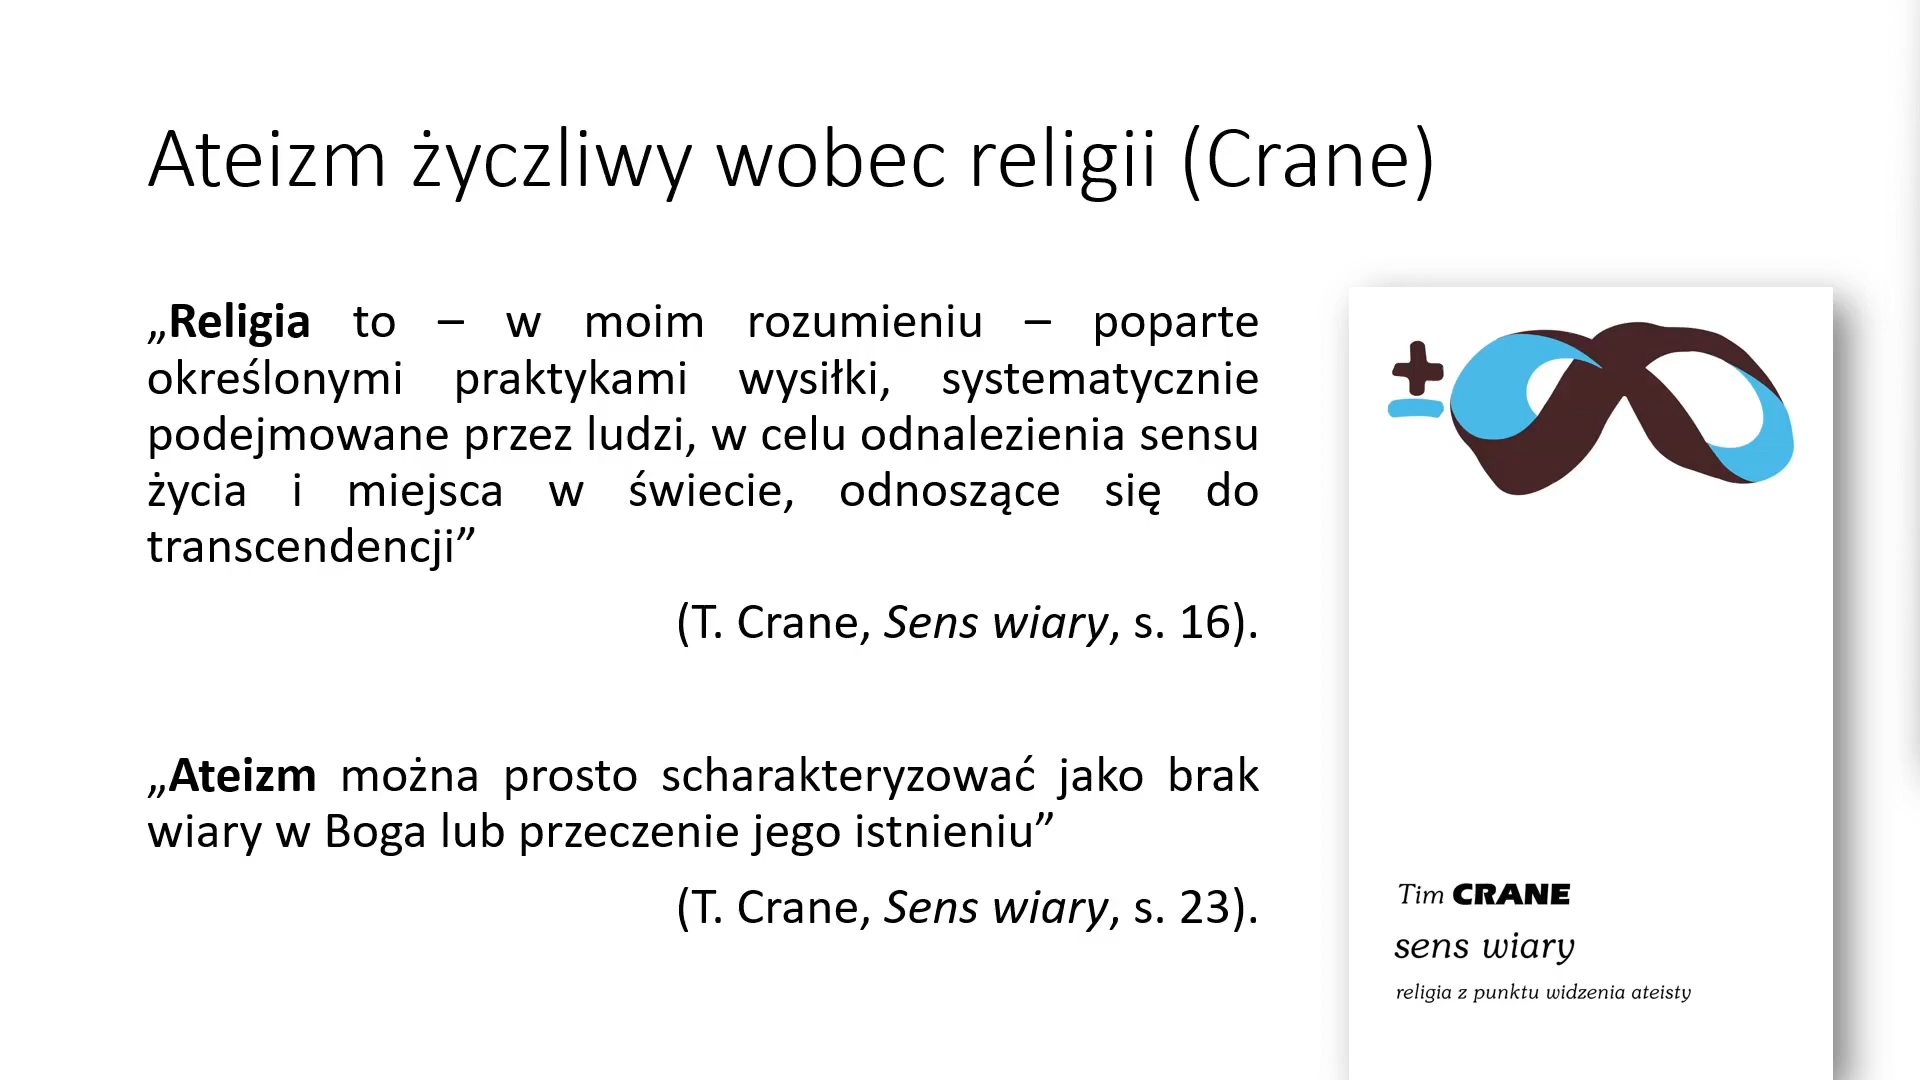 Ateizm życzliwy wobec religii (Crane)
„Religia to – w moim rozumieniu – poparte
określonymi praktykami wysiłki, systematycznie
podejmowane przez ludzi, w celu odnalezienia sensu
życia i miejsca w świecie, odnoszące się do
transcendencji”
(T. Crane, Sens wiary, s. 16).
„Ateizm można prosto scharakteryzować jako brak
wiary w Boga lub przeczenie jego istnieniu”
(T. Crane, Sens wiary, s. 23).
±
Tim CRANE
sens wiary
religia z punktu widzenia ateisty